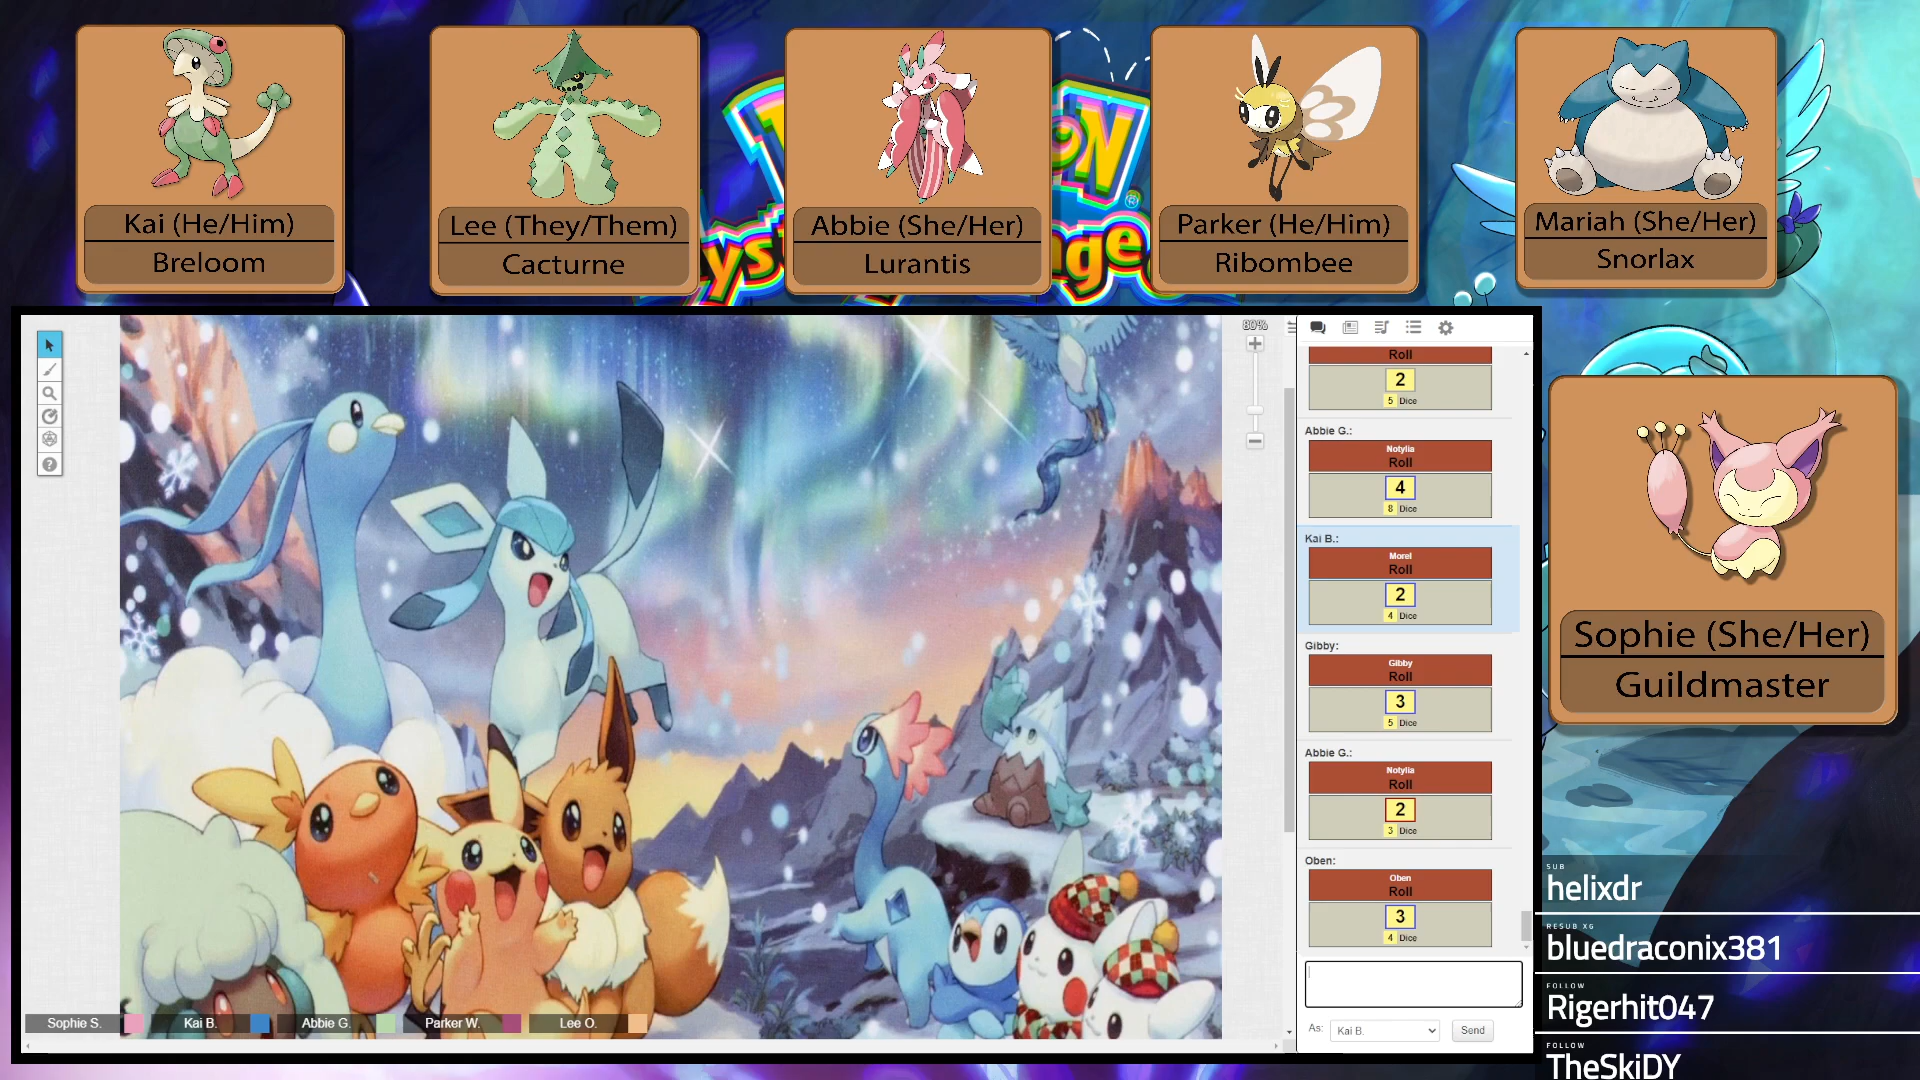 Kai (He/Him)
Breloom
Lee (They/Them)
Cacturne
Abbie (She/Her)
Lurantis
Parker (He/Him)
Ribombee
Mariah (She/Her)
Snorlax
80%
Roll
2
5 Dice
Abbie G.:
Notylia
Roll
4
8 Dice
Kai B.:
Morel
Roll
2
4 Dice
Gibby:
Gibby
Roll
3
5 Dice
Abbie G.:
Notylia
Roll
2
3 Dice
Oben:
Oben
Roll
3
4 Dice
As:
Kai B.
Send
Sophie S.
Kai B.
Abbie G.
Parker W.
Lee O.
Sophie (She/Her)
Guildmaster
SUB
helixdr
RESUB XG
bluedraconix381
FOLLOW
Rigerhit047
FOLLOW
TheSkiDY